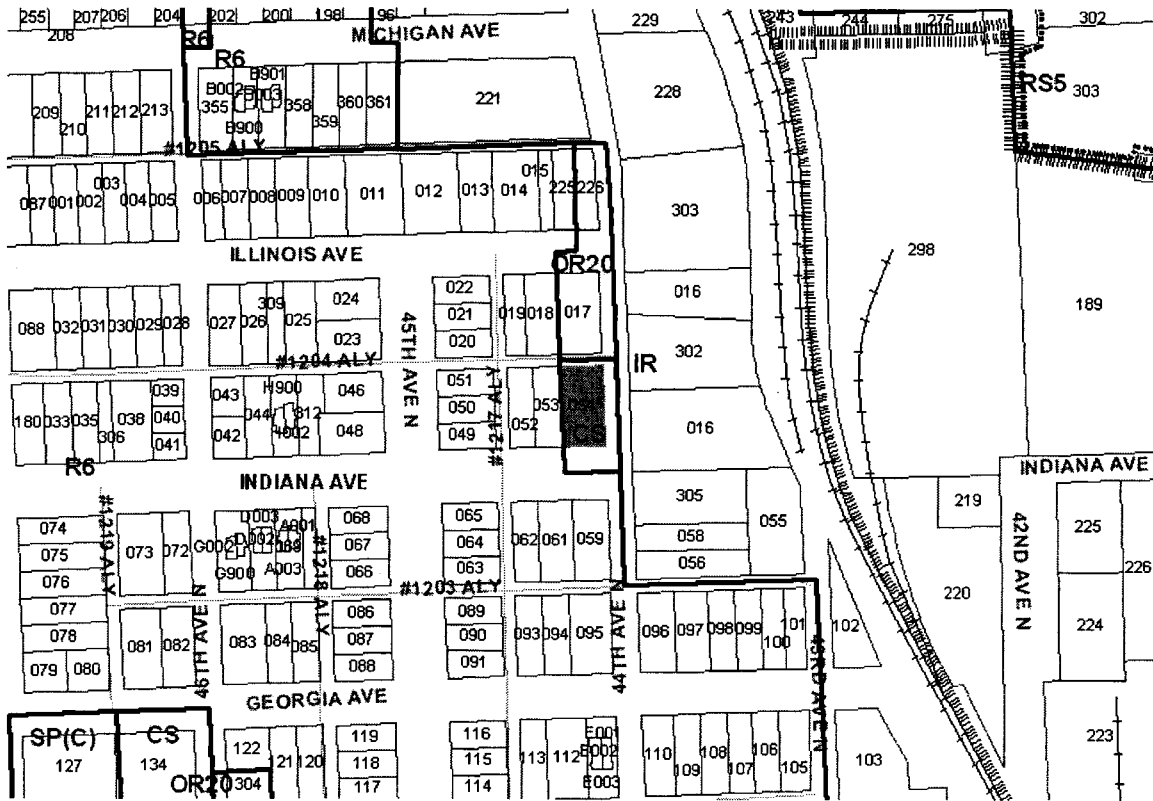 255 207 206 204 202 200 198 196 229 243 244 275 302
208 MICHIGAN AVE
R6
R6
B901
B002 B003
209 210 211 212 213 355 358 359 360 361 221 228 RS5 303
B900
#1205 ALY
003 015
087 001 002 004 005 006 007 008 009 010 011 012 013 014 225 226 303
ILLINOIS AVE
298
OR20
088 032 031 030 029 028 027 026 309 025 024 022 019 018 017 016 189
023 021
020
45TH AVE N
#1204 ALY
302
IR
180 033 035 306 038 039 043 044 H900 812 046 051 052 053 016
040 042 048 050
041 049
#1217 ALY
R6
INDIANA AVE
INDIANA AVE
305 055 219 225
058
056
226
#1219 ALY
074 073 072 D003 A001 068 065 062 061 059
075 G002 D002 067 064
076 G900 A003 066 063
#1218 ALY
#1203 ALY
42ND AVE N
220 224
077 081 082 083 084 085 086 089 093 094 095 096 097 098 099 100 101 102
078 087 090
079 080 088 091
46TH AVE N
44TH AVE N
43RD AVE N
GEORGIA AVE
SP(C) CS
127 134 122 121 120 119 116 113 112 E001 110 109 108 107 106 105 103 223
118 115 E002
OR20 304 117 114 E003